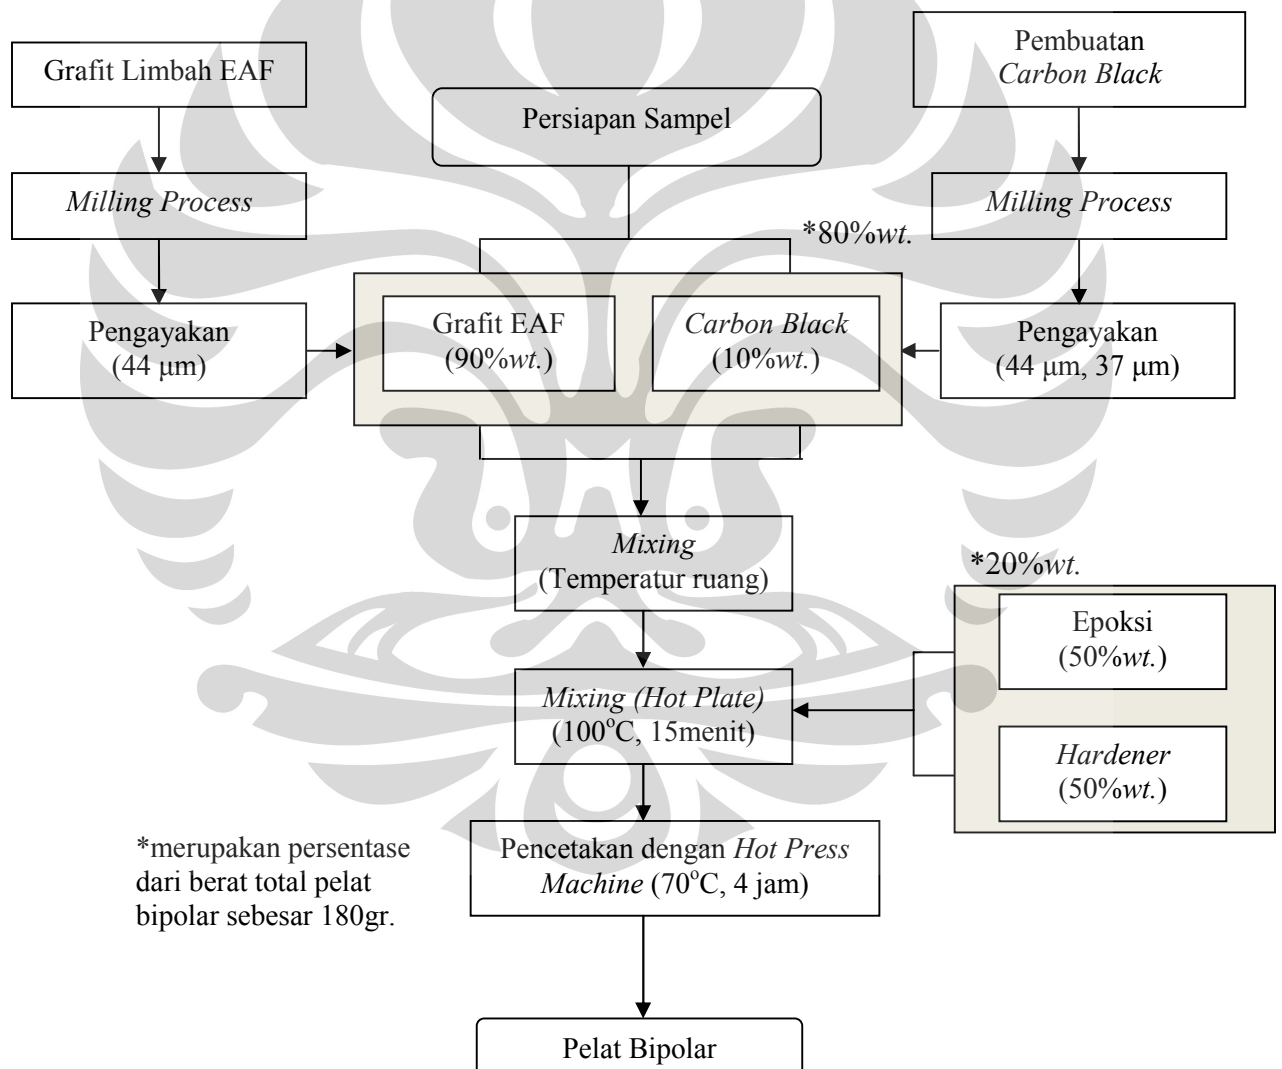 Grafit Limbah EAF
Milling Process
Pengayakan
(44 μm)
Persiapan Sampel
Pembuatan
Carbon Black
Milling Process
Pengayakan
(44 μm, 37 μm)
*80%wt.
Grafit EAF
(90%wt.)
Carbon Black
(10%wt.)
Mixing
(Temperatur ruang)
*20%wt.
Epoksi
(50%wt.)
Hardener
(50%wt.)
Mixing (Hot Plate)
(100°C, 15menit)
Pencetakan dengan Hot Press
Machine (70°C, 4 jam)
*merupakan persentase
dari berat total pelat
bipolar sebesar 180gr.
Pelat Bipolar